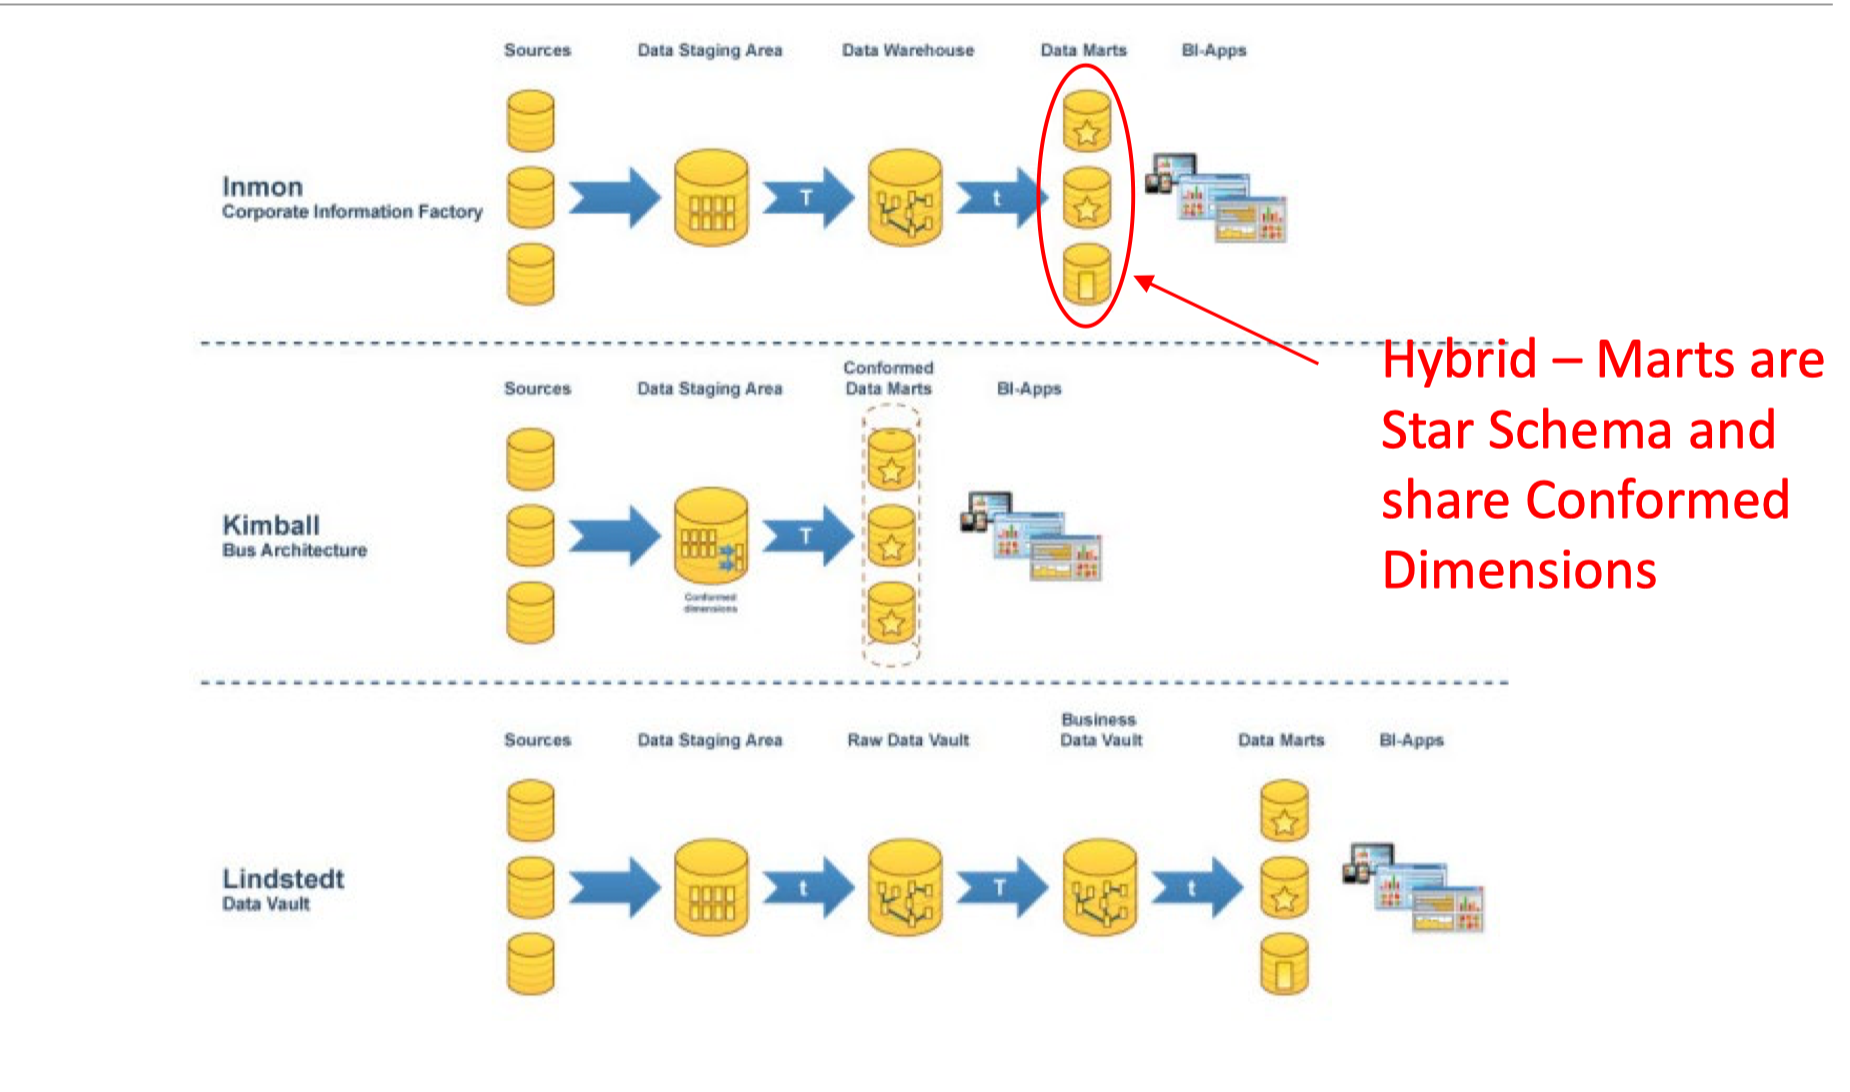 Sources Data Staging Area Data Warehouse Data Marts BI-Apps
Inmon
Corporate Information Factory
T
t
Hybrid – Marts are
Star Schema and
share Conformed
Dimensions
Sources Data Staging Area Conformed
Data Marts BI-Apps
Kimball
Bus Architecture
T
Conformed
dimensions
Sources Data Staging Area Raw Data Vault Business
Data Vault Data Marts BI-Apps
Lindstedt
Data Vault
t
T
t